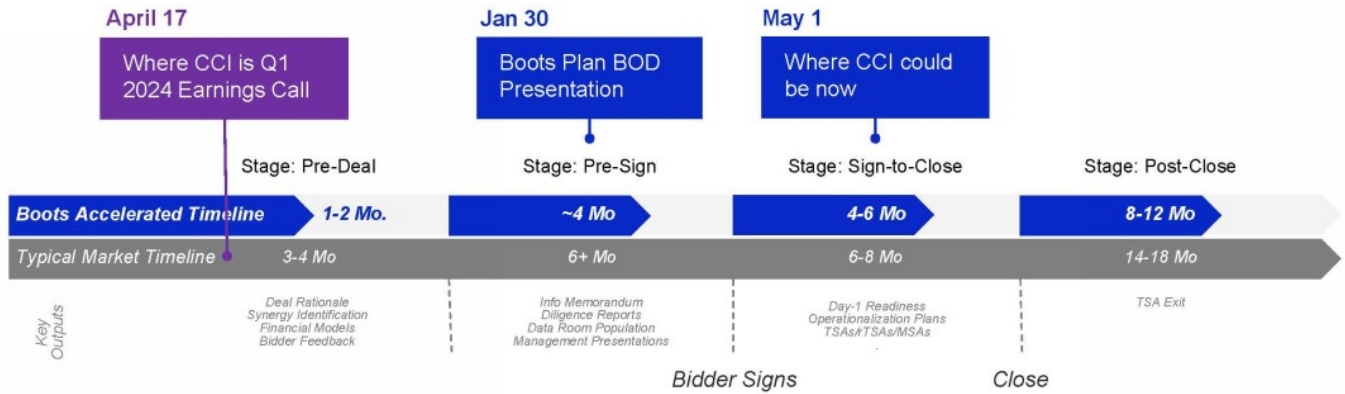 April 17
Jan 30
May 1
Where CCI is Q1
2024 Earnings Call
Boots Plan BOD
Presentation
Where CCI could
be now
Stage: Pre-Deal
Stage: Pre-Sign
Stage: Sign-to-Close
Stage: Post-Close
Boots Accelerated Timeline
1-2 Mo.
~4 Mo
4-6 Mo
8-12 Mo
Typical Market Timeline
3-4 Mo
6+ Mo
6-8 Mo
14-18 Mo
Key
Outputs
Deal Rationale
Synergy Identification
Financial Models
Bidder Feedback
Info Memorandum
Diligence Reports
Data Room Population
Management Presentations
Day-1 Readiness
Operationalization Plans
TSAs/rTSAs/MSAs
.
TSA Exit
Bidder Signs
Close